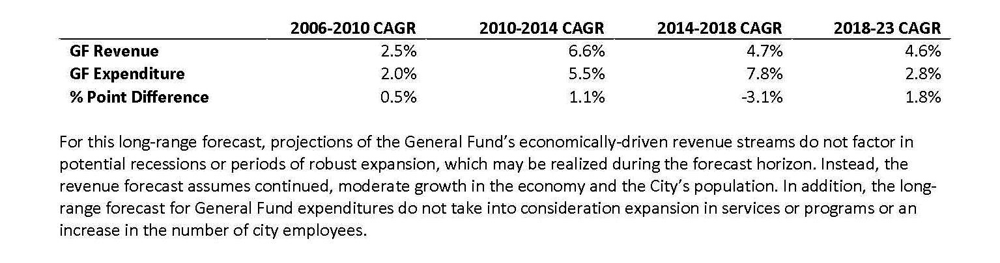 2006-2010 CAGR 2010-2014 CAGR 2014-2018 CAGR 2018-23 CAGR
GF Revenue 2.5% 6.6% 4.7% 4.6%
GF Expenditure 2.0% 5.5% 7.8% 2.8%
% Point Difference 0.5% 1.1% -3.1% 1.8%
For this long-range forecast, projections of the General Fund’s economically-driven revenue streams do not factor in
potential recessions or periods of robust expansion, which may be realized during the forecast horizon. Instead, the
revenue forecast assumes continued, moderate growth in the economy and the City’s population. In addition, the long-
range forecast for General Fund expenditures do not take into consideration expansion in services or programs or an
increase in the number of city employees.